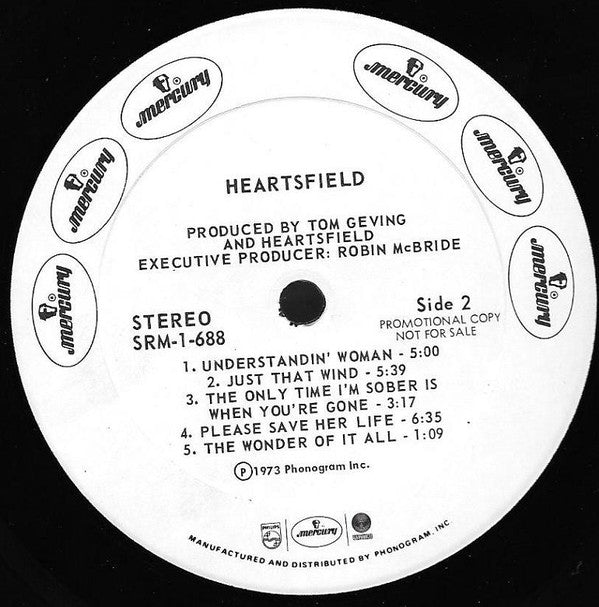 mercury
mercury
mercury
mercury
mercury
mercury
HEARTSFIELD
PRODUCED BY TOM GEVING
AND HEARTSFIELD
EXECUTIVE PRODUCER: ROBIN McBRIDE
STEREO
SRM-1-688
Side 2
PROMOTIONAL COPY
NOT FOR SALE
1. UNDERSTANDIN' WOMAN - 5:00
2. JUST THAT WIND - 5:39
3. THE ONLY TIME I'M SOBER IS
WHEN YOU'RE GONE - 3:17
4. PLEASE SAVE HER LIFE - 6:35
5. THE WONDER OF IT ALL - 1:09
Ⓟ1973 Phonogram Inc.
PHILIPS
mercury
vertigo
MANUFACTURED AND DISTRIBUTED BY PHONOGRAM, INC